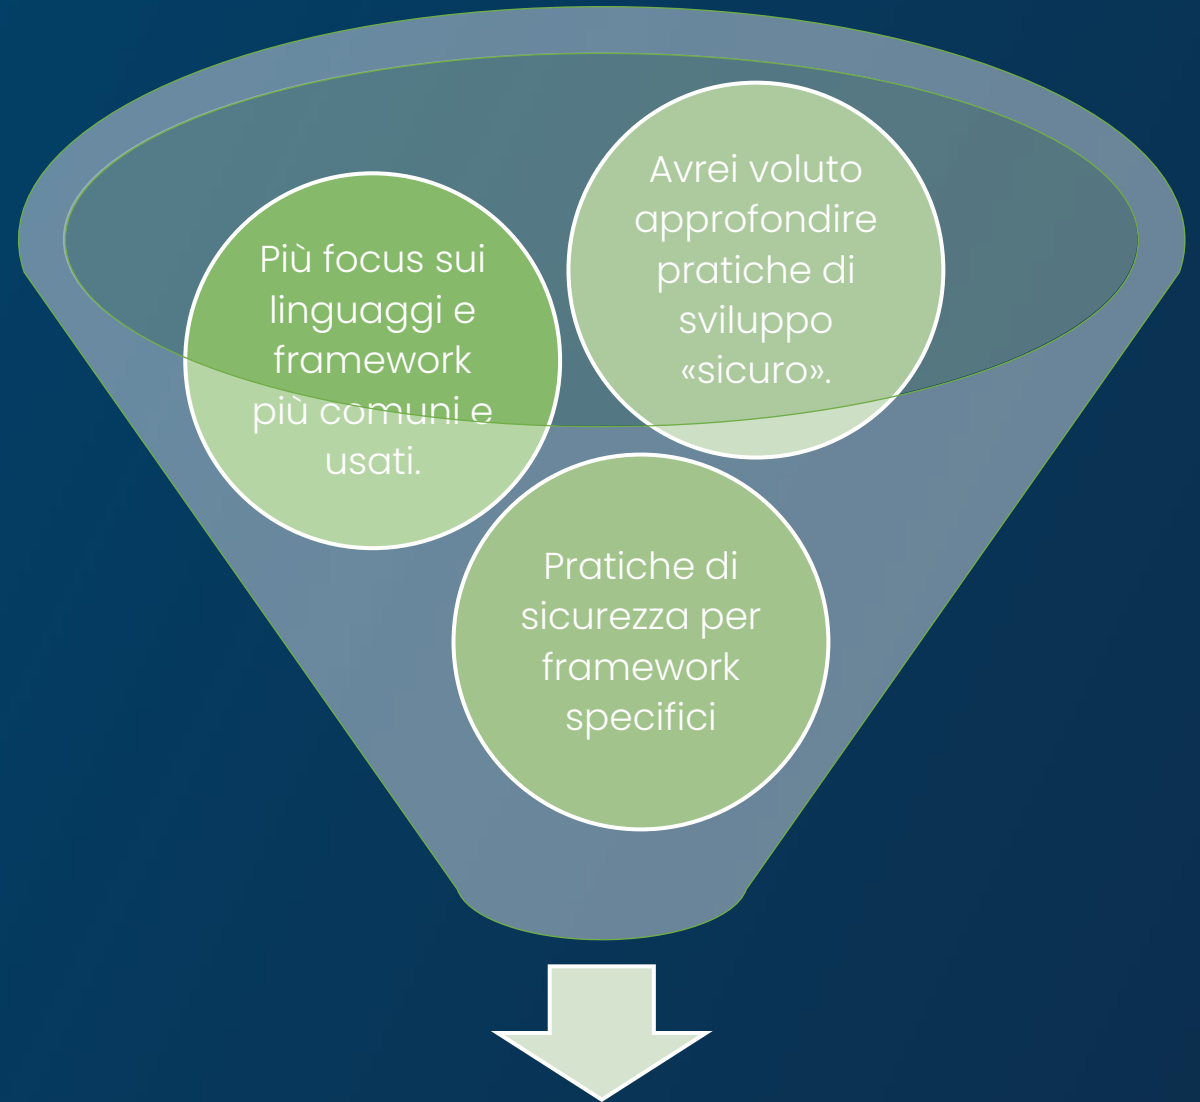 Più focus sui
linguaggi e
framework
più comuni e
usati.
Avrei voluto
approfondire
pratiche di
sviluppo
«sicuro».
Pratiche di
sicurezza per
framework
specifici